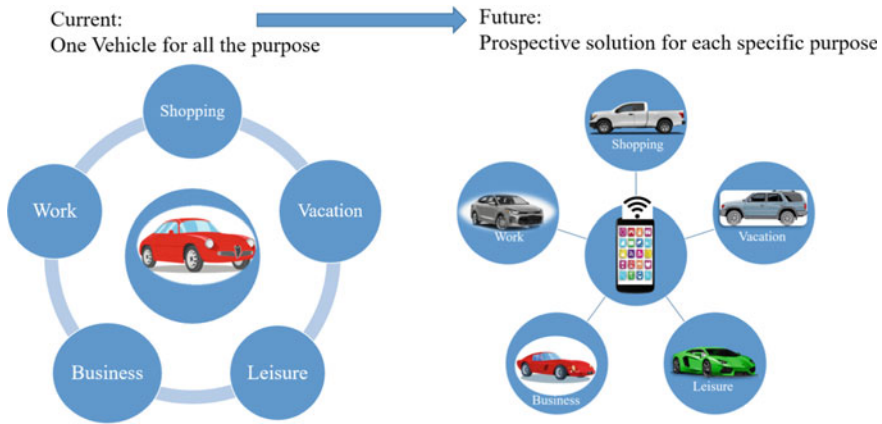 Current:
One Vehicle for all the purpose
Future:
Prospective solution for each specific purpose
Shopping
Work
Vacation
Business
Leisure
Shopping
Work
Vacation
Business
Leisure